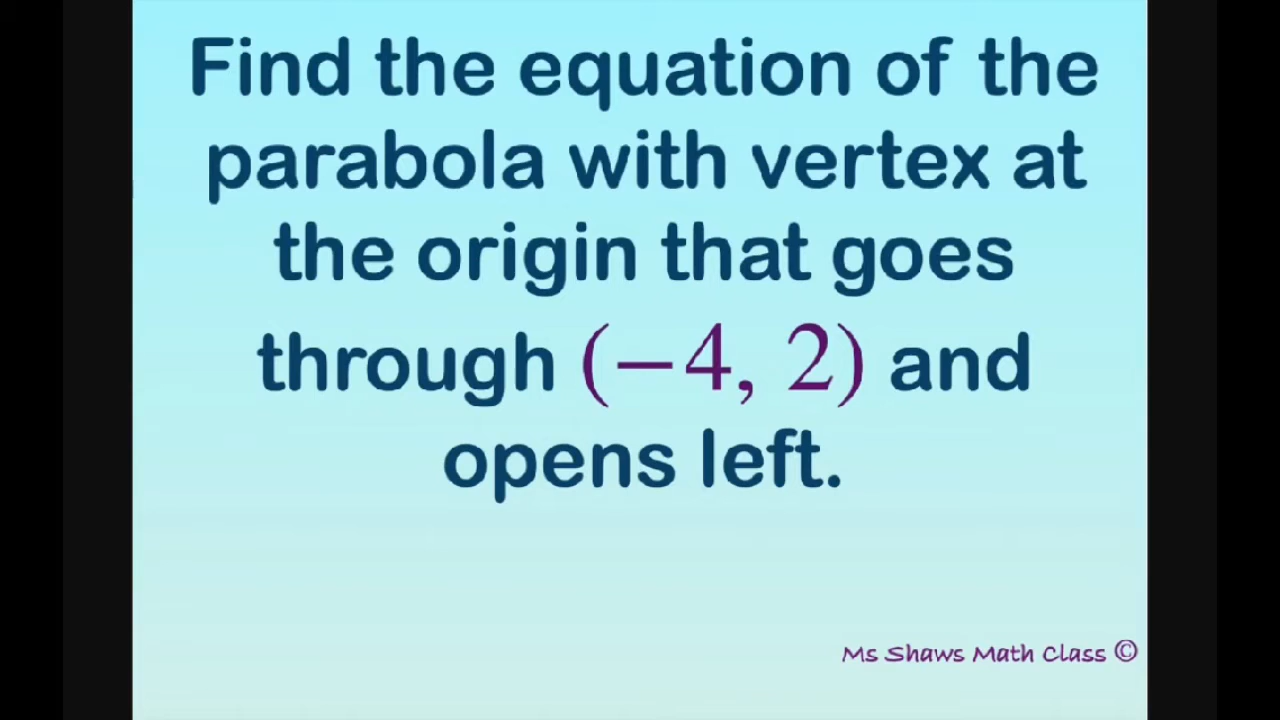 Find the equation of the
parabola with vertex at
the origin that goes
through (−4, 2) and
opens left.
Ms Shaws Math Class ©